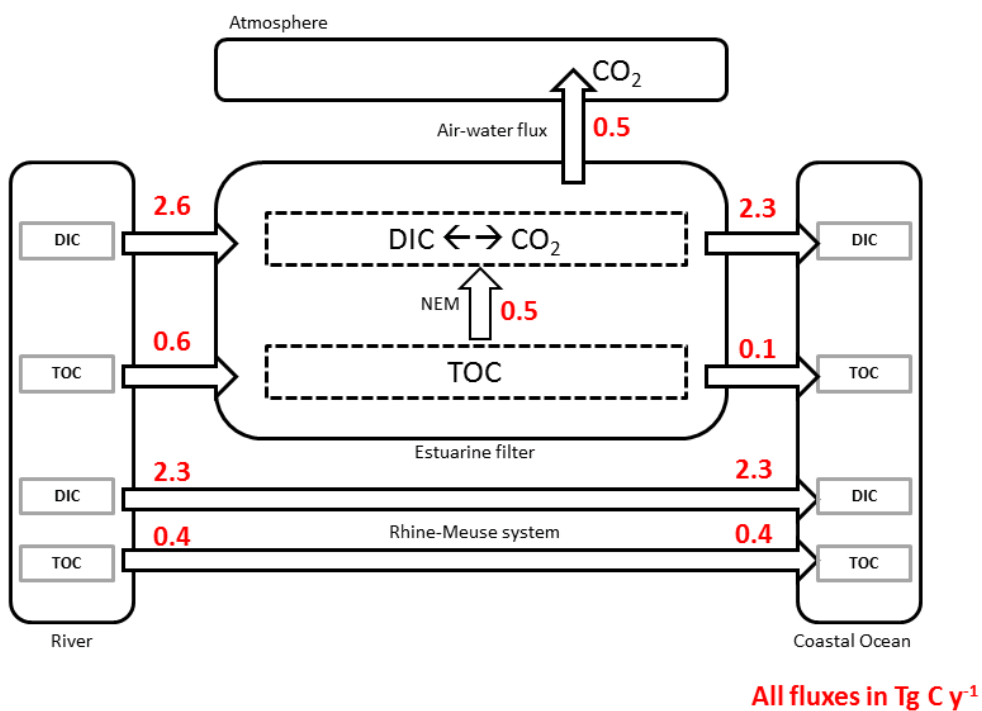 Atmosphere
CO₂
Air-water flux
0.5
2.6
2.3
DIC
DIC ←→ CO₂
DIC
NEM
0.5
0.6
0.1
TOC
TOC
TOC
Estuarine filter
2.3
2.3
DIC
DIC
Rhine-Meuse system
0.4
0.4
TOC
TOC
River
Coastal Ocean
All fluxes in Tg C y⁻¹